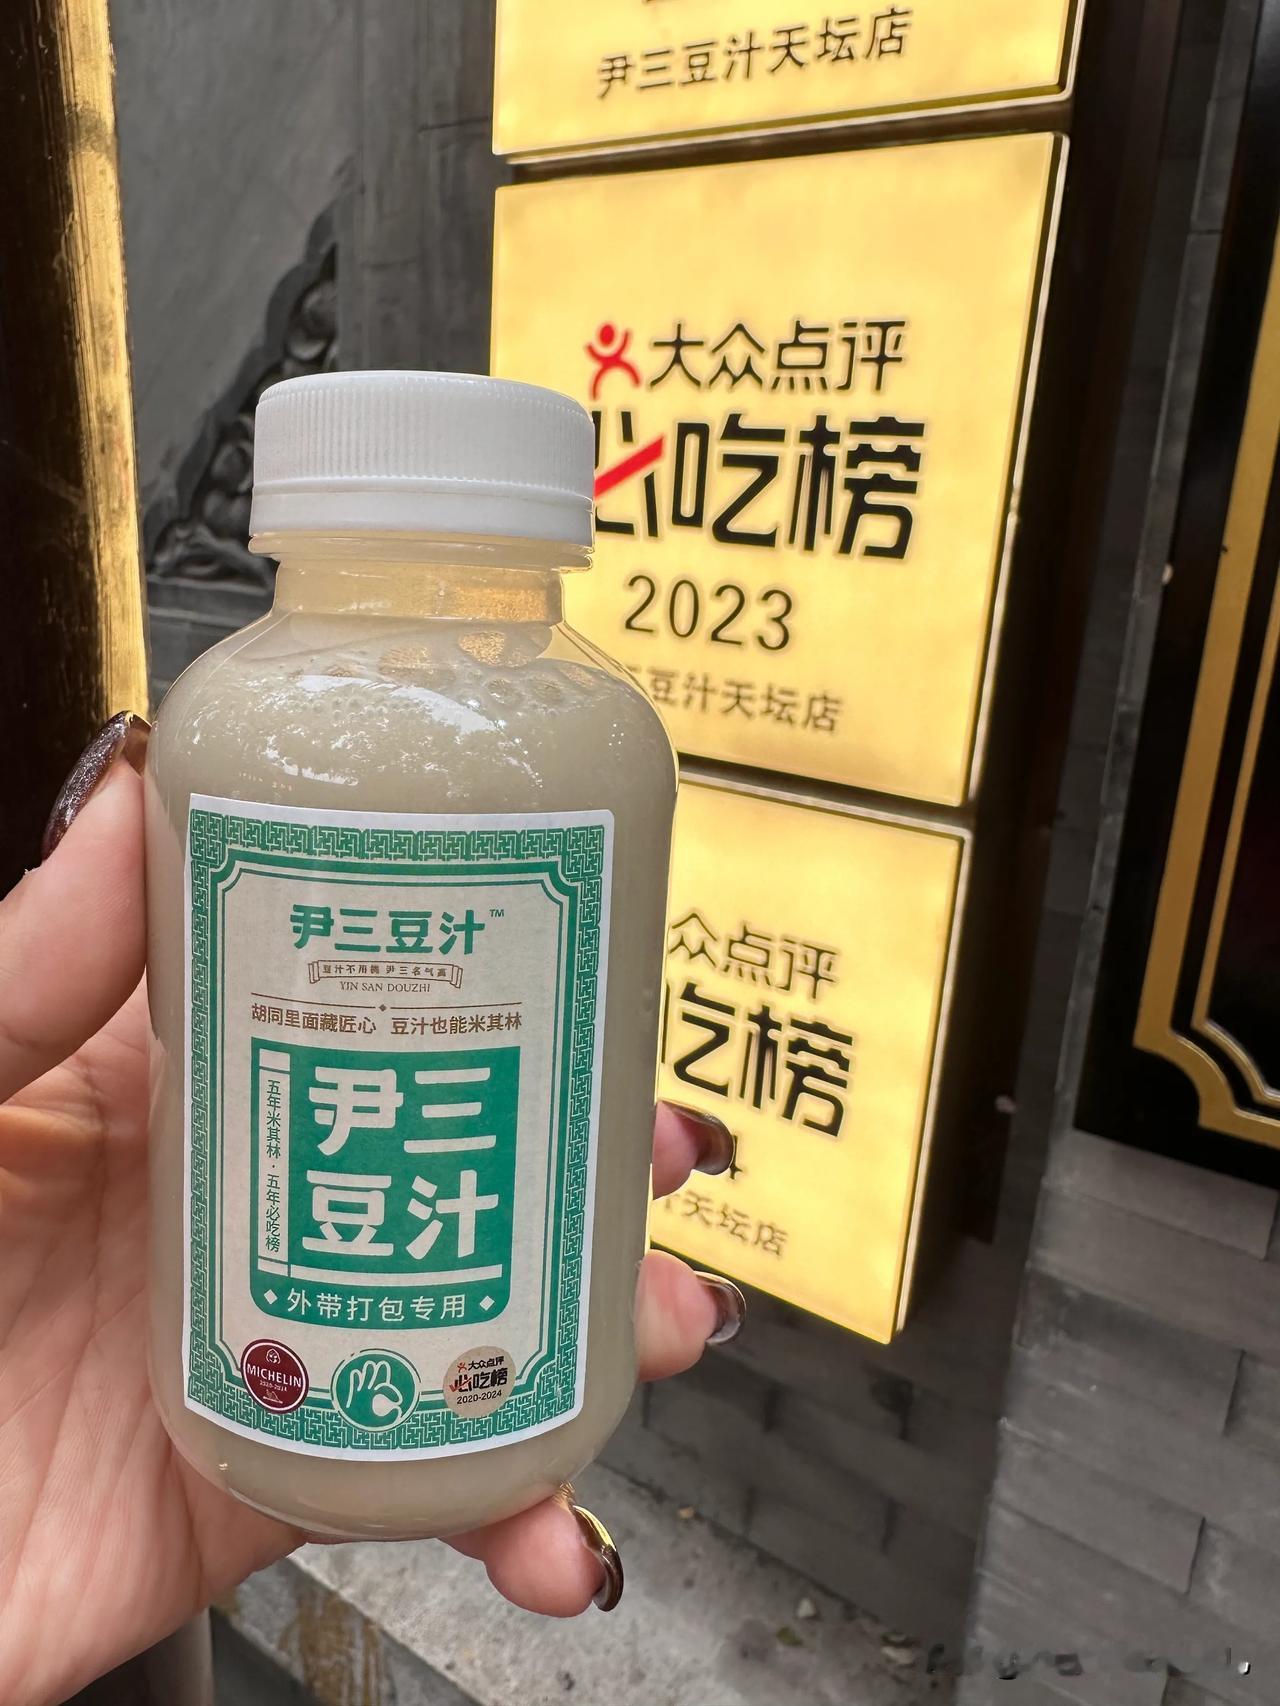 尹三豆汁天坛店
大众点评
必吃榜
2023
豆汁天坛店
众点评
吃榜
4
天坛店
尹三豆汁™
豆汁不用挑 尹三名气高
YIN SAN DOUZHI
胡同里面藏匠心 豆汁也能米其林
五年米其林·五年必吃榜
尹三
豆汁
外带打包专用
MICHELIN
2020-2024
大众点评
必吃榜
2020-2024